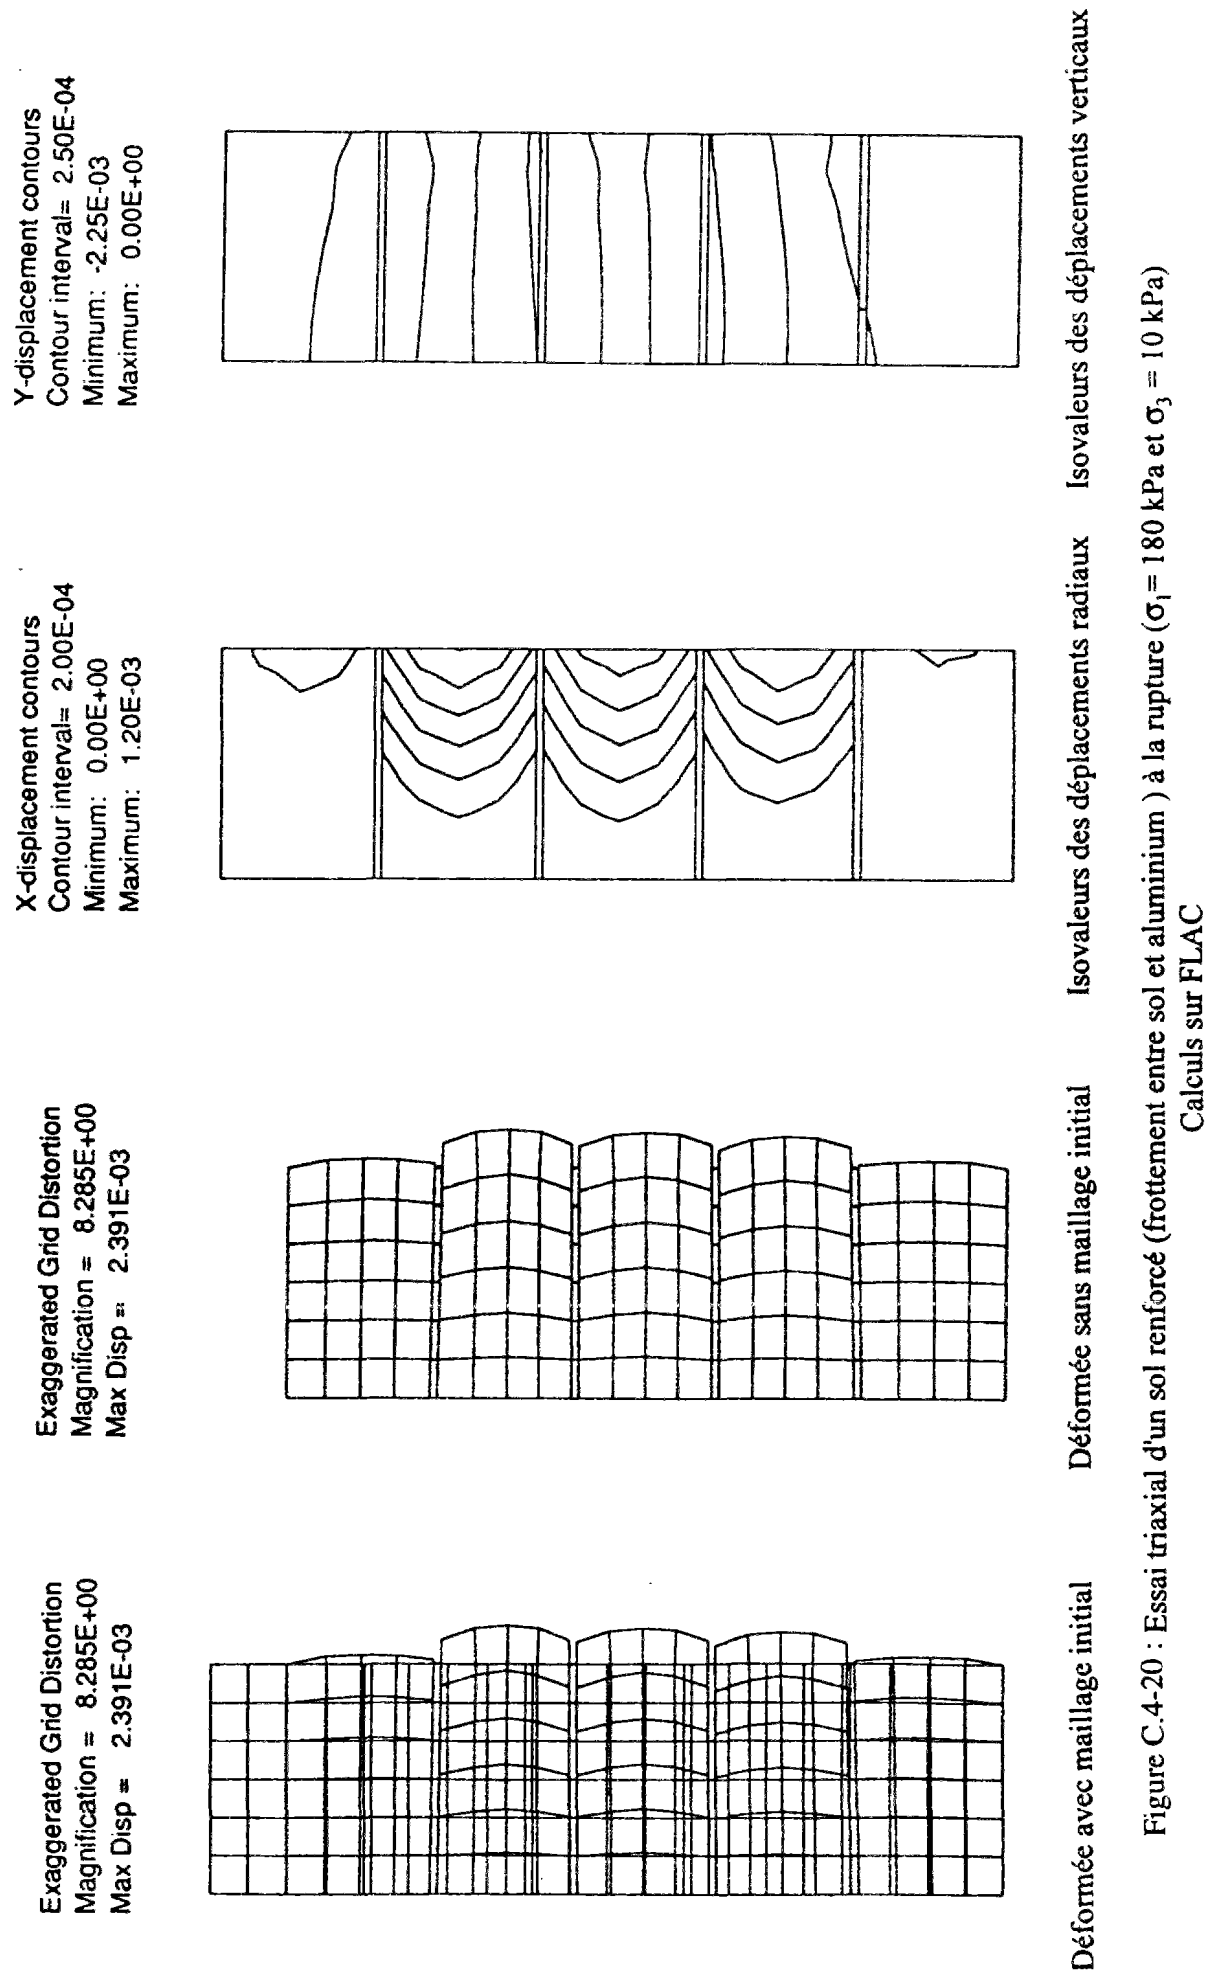 Exaggerated Grid Distortion
Magnification = 8.285E+00
Max Disp = 2.391E-03
Exaggerated Grid Distortion
Magnification = 8.285E+00
Max Disp = 2.391E-03
X-displacement contours
Contour interval= 2.00E-04
Minimum: 0.00E+00
Maximum: 1.20E-03
Y-displacement contours
Contour interval= 2.50E-04
Minimum: -2.25E-03
Maximum: 0.00E+00
Déformée avec maillage initial
Déformée sans maillage initial
Isovaleurs des déplacements radiaux
Isovaleurs des déplacements verticaux
Figure C.4-20 : Essai triaxial d'un sol renforcé (frottement entre sol et aluminium ) à la rupture (σ₁= 180 kPa et σ₃ = 10 kPa)
Calculs sur FLAC